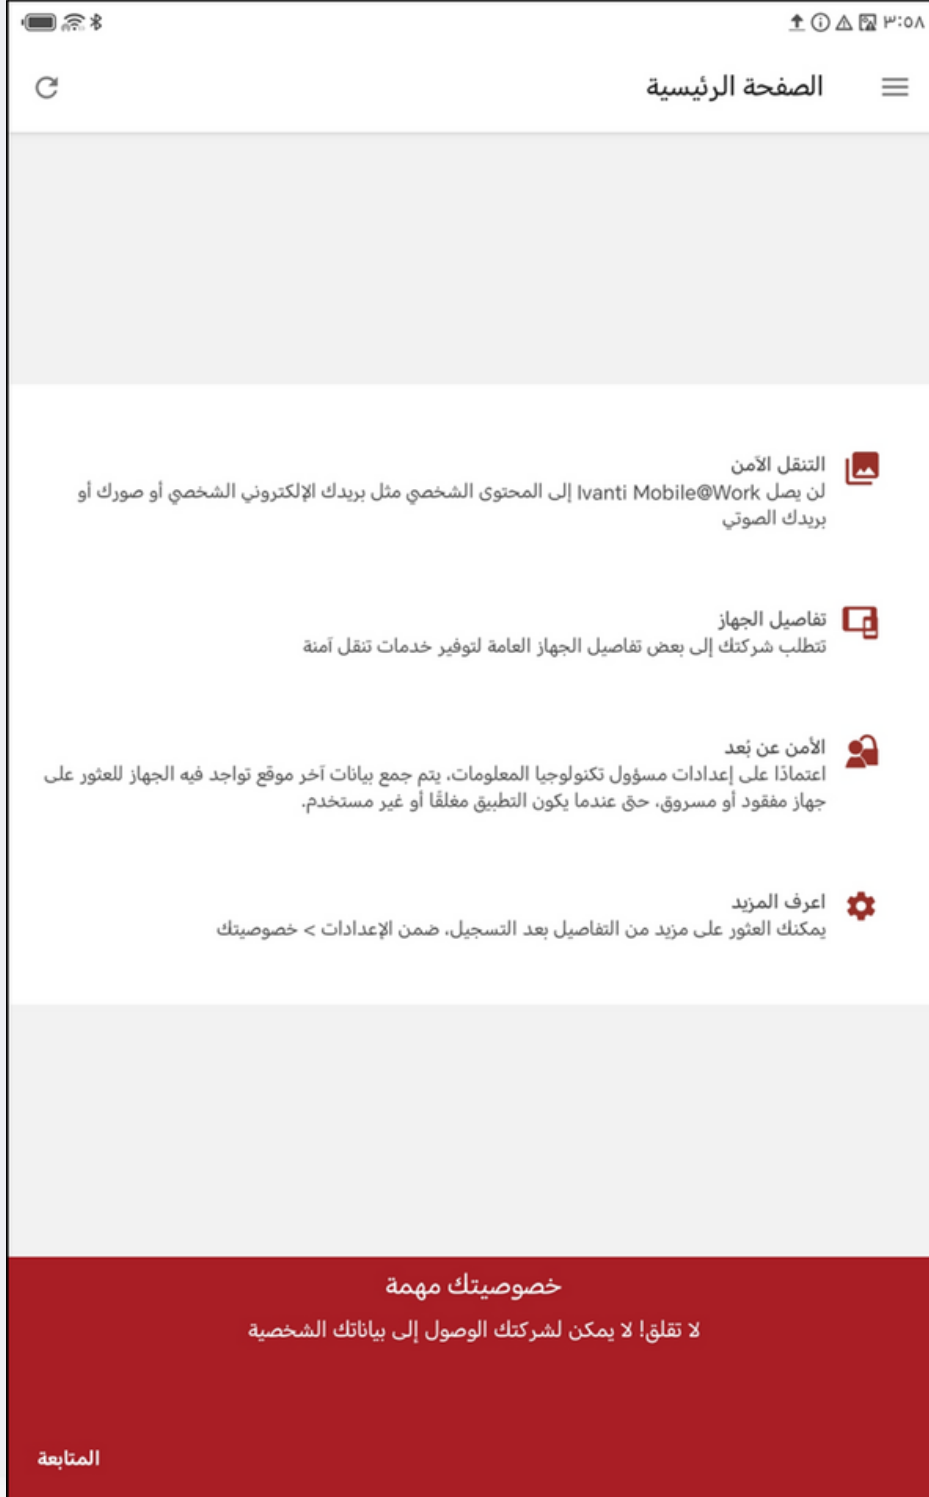 ٣:٥٨
الصفحة الرئيسية
التنقل الآمن
لن يصل Ivanti Mobile@Work إلى المحتوى الشخصي مثل بريدك الإلكتروني الشخصي أو صورك أو
بريدك الصوتي
تفاصيل الجهاز
تتطلب شركتك إلى بعض تفاصيل الجهاز العامة لتوفير خدمات تنقل آمنة
الأمن عن بُعد
اعتمادًا على إعدادات مسؤول تكنولوجيا المعلومات، يتم جمع بيانات آخر موقع تواجد فيه الجهاز للعثور على
جهاز مفقود أو مسروق، حتى عندما يكون التطبيق مغلقًا أو غير مستخدم.
اعرف المزيد
يمكنك العثور على مزيد من التفاصيل بعد التسجيل، ضمن الإعدادات > خصوصيتك
خصوصيتك مهمة
لا تقلق! لا يمكن لشركتك الوصول إلى بياناتك الشخصية
المتابعة